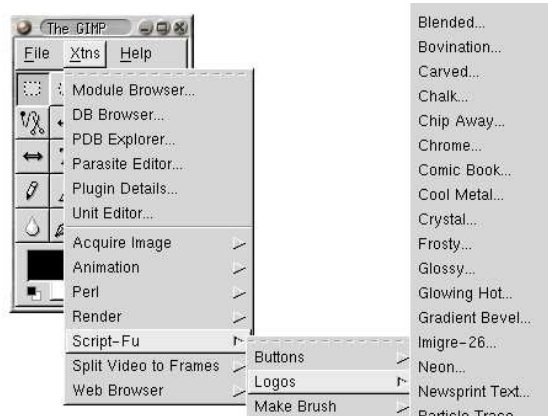 The GIMP
File Xtns Help
Module Browser...
DB Browser...
PDB Explorer...
Parasite Editor...
Plugin Details...
Unit Editor...
Acquire Image
Animation
Perl
Render
Script-Fu
Split Video to Frames
Web Browser
Buttons
Logos
Make Brush
Blended...
Bovination...
Carved...
Chalk...
Chip Away...
Chrome...
Comic Book...
Cool Metal...
Crystal...
Frosty...
Glossy...
Glowing Hot...
Gradient Bevel...
Imigre-26...
Neon...
Newsprint Text...
Particle Trace...